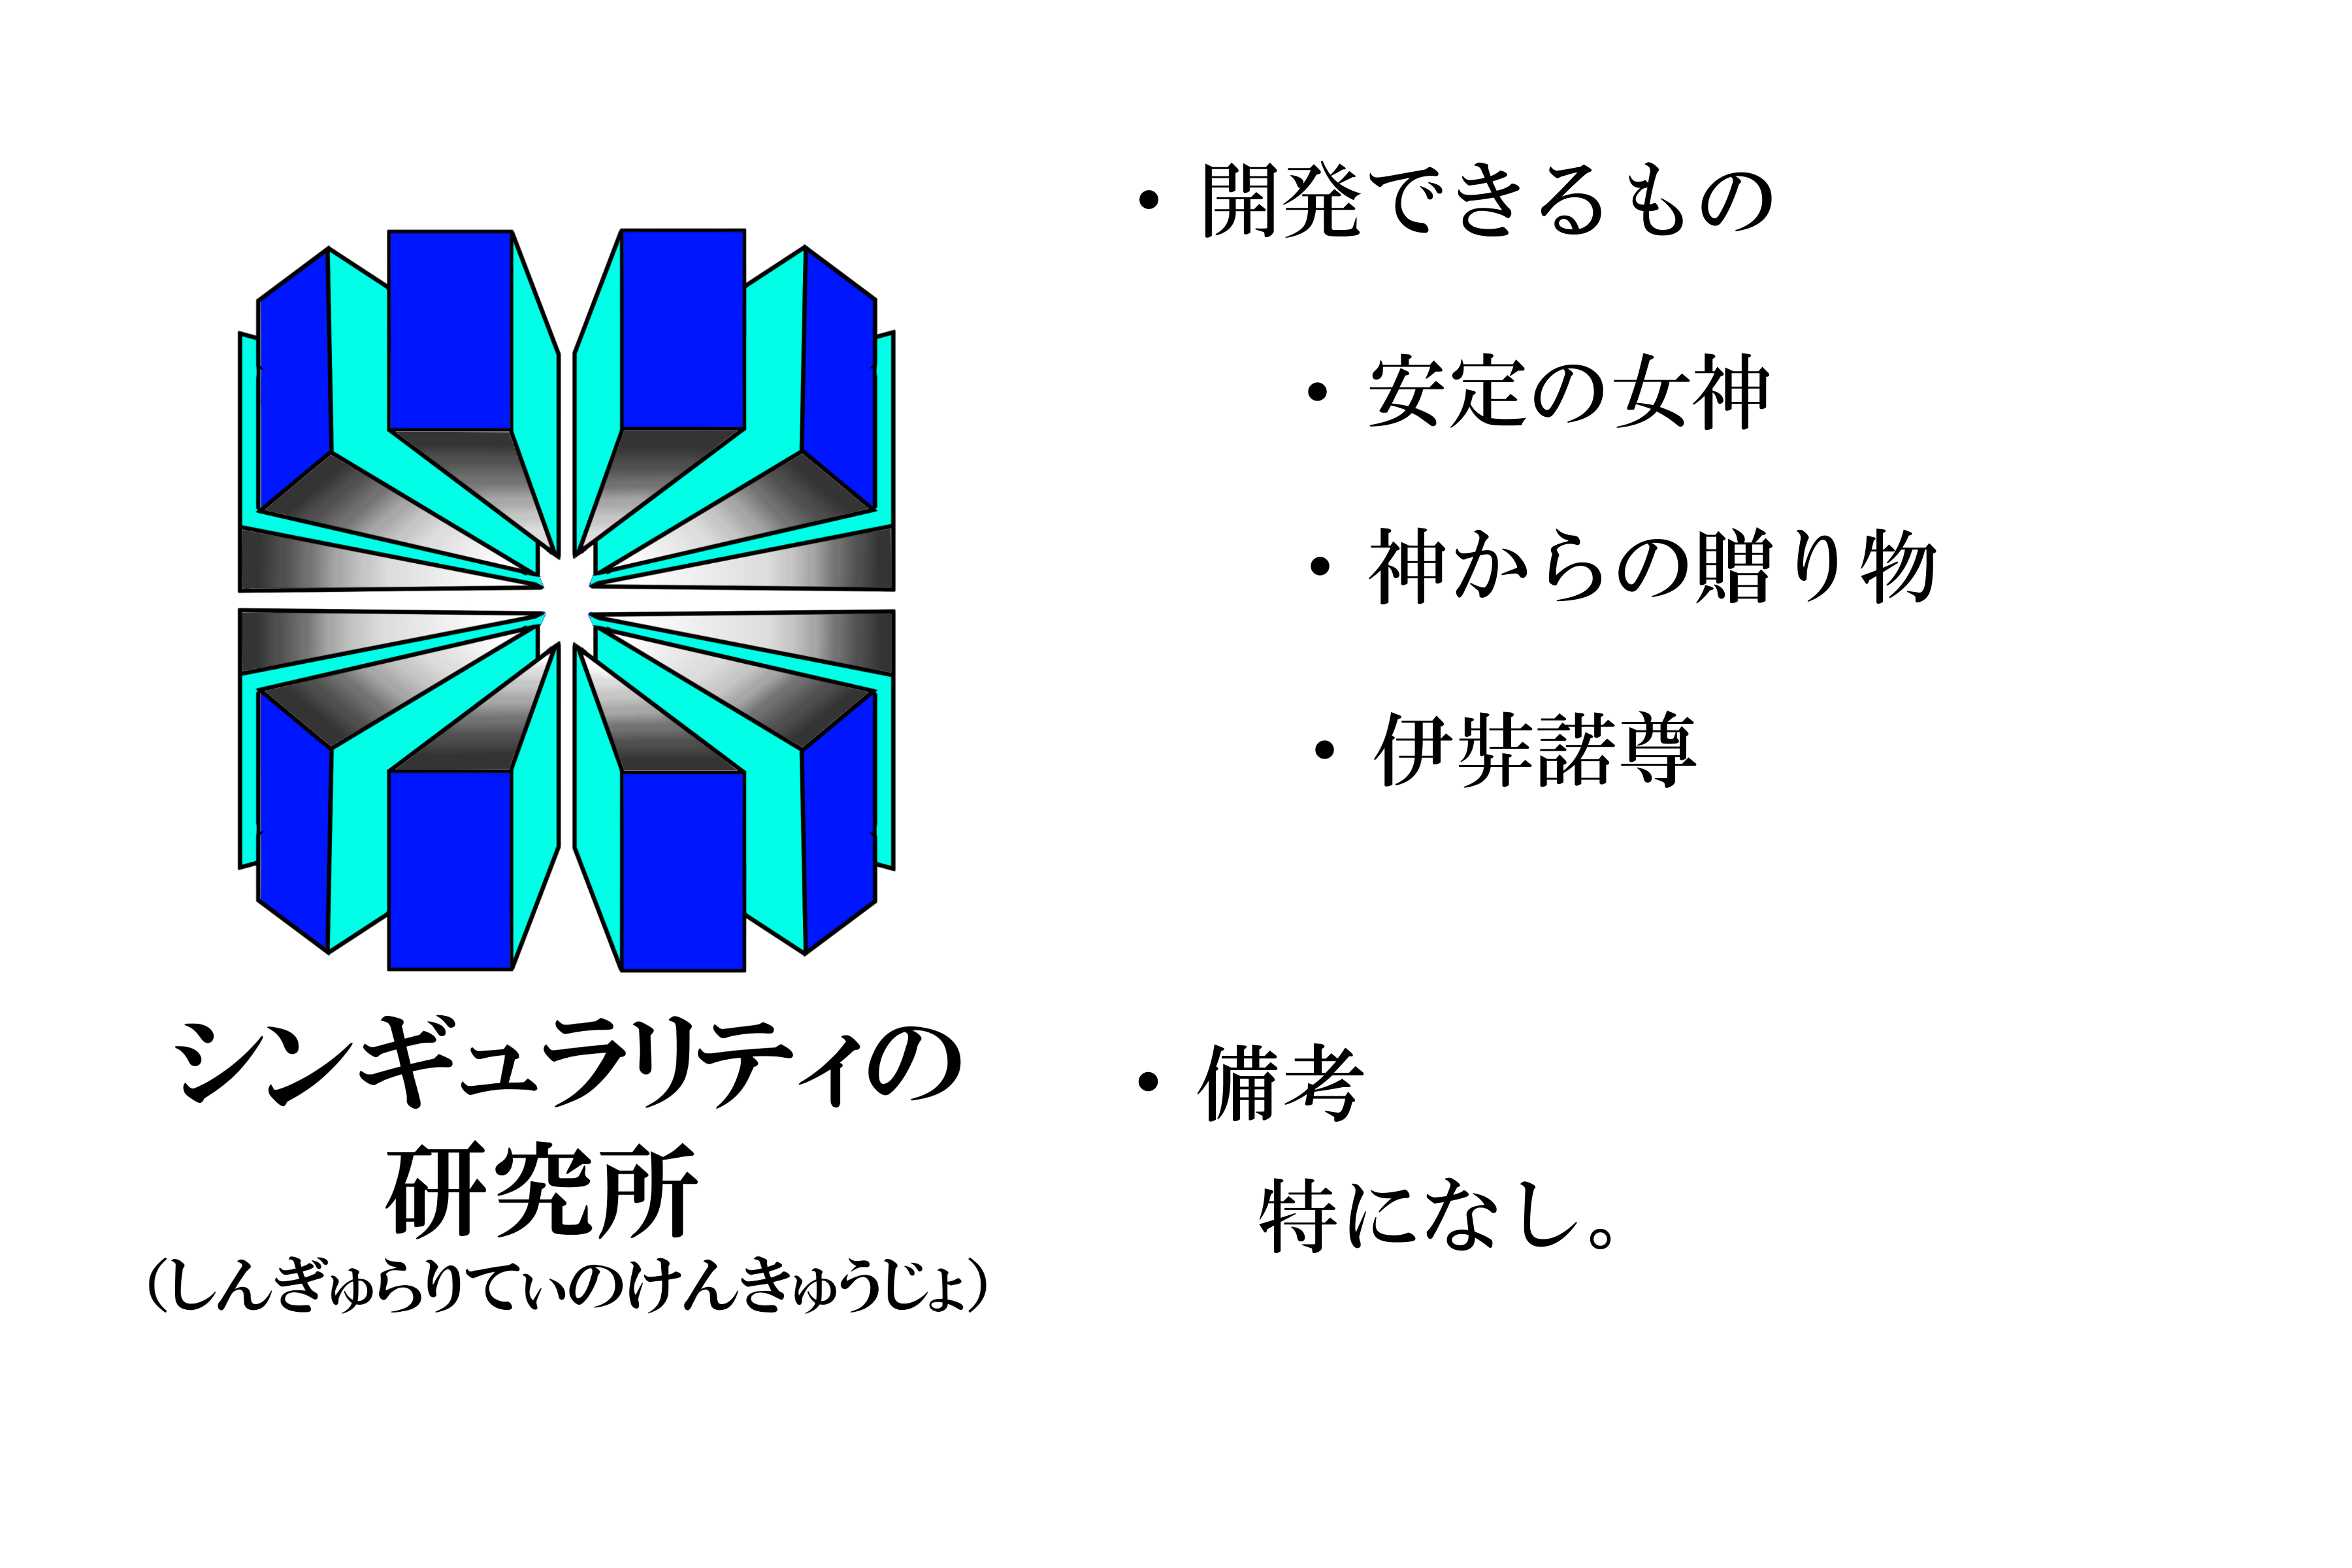 シンギュラリティの
研究所
（しんぎゅらりてぃのけんきゅうじょ）
・開発できるもの
・安定の女神
・神からの贈り物
・伊弉諾導
・備考
特になし。